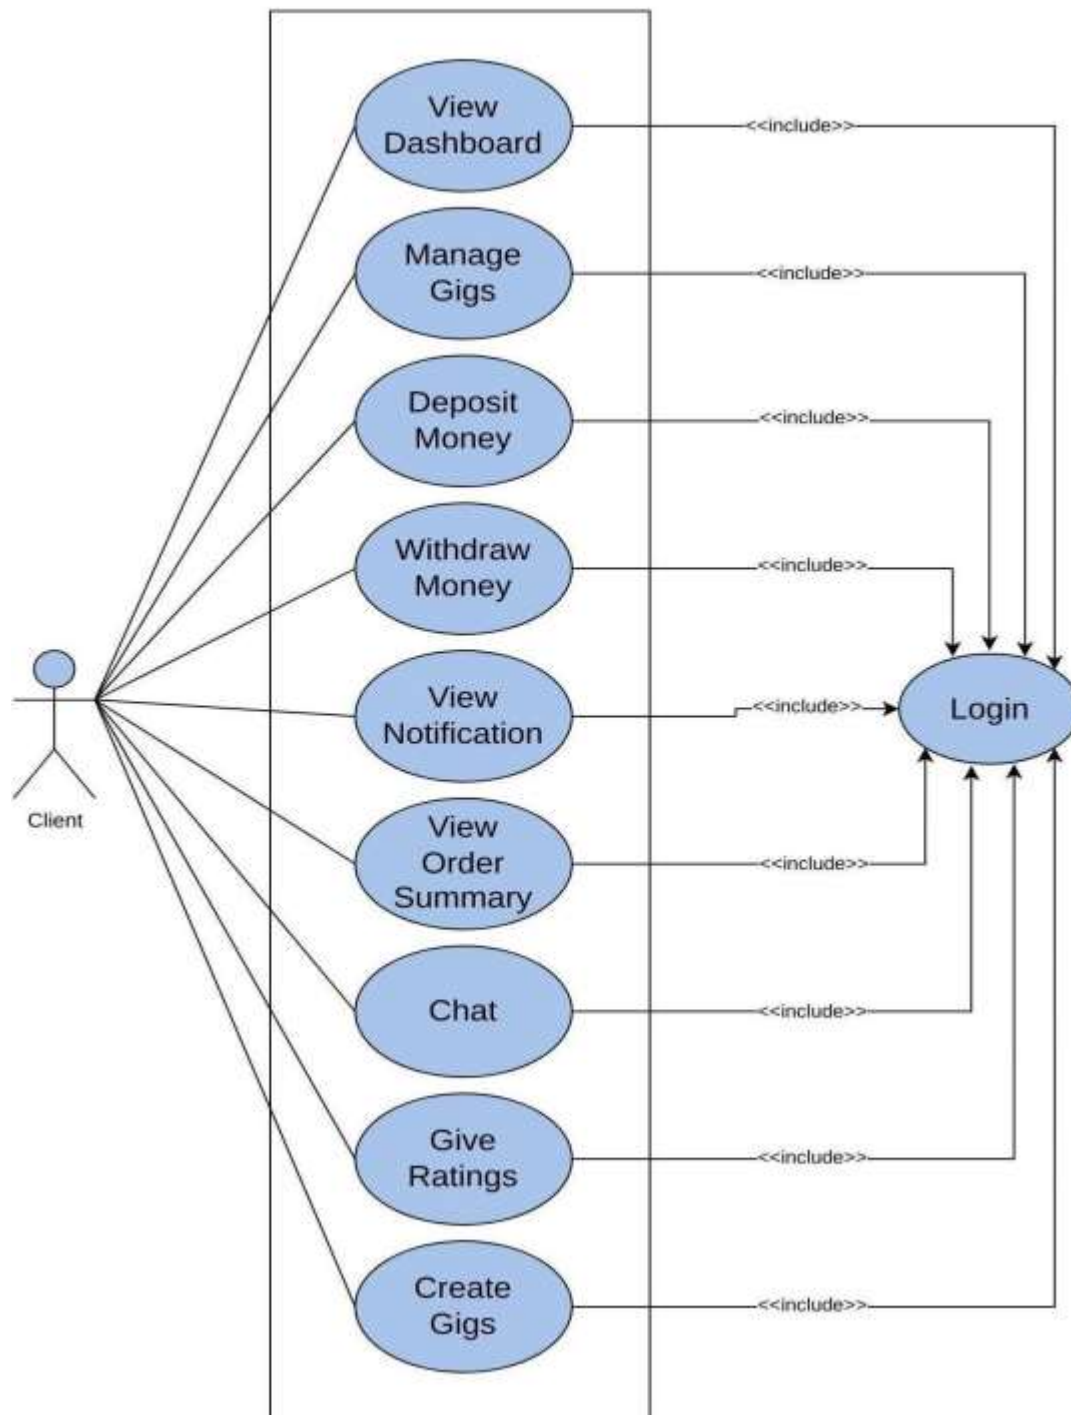 View
Dashboard
<<include>>
Manage
Gigs
<<include>>
Deposit
Money
<<include>>
Withdraw
Money
<<include>>
View
Notification
<<include>>
Login
Client
View
Order
Summary
<<include>>
Chat
<<include>>
Give
Ratings
<<include>>
Create
Gigs
<<include>>